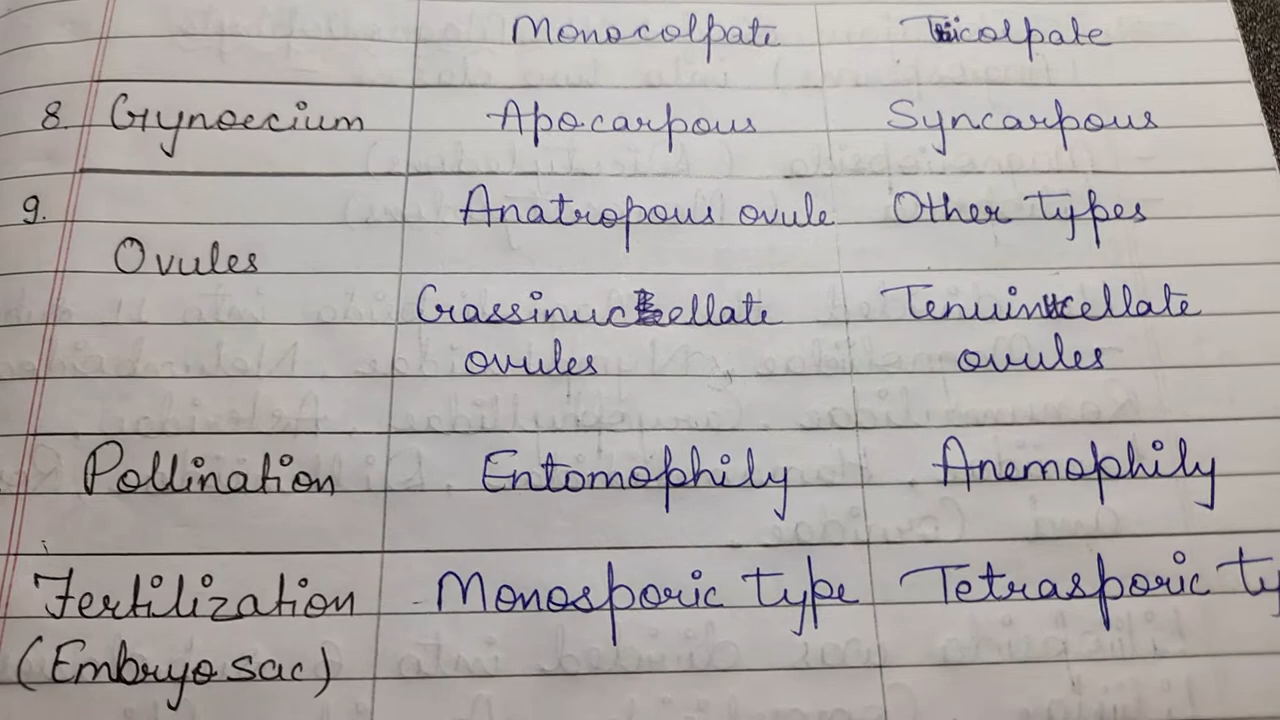 Monocolpate Tricolpate
8. Gynoecium Apocarpous Syncarpous
9. Anatropous ovule Other types
Ovules
Crassinucellate Tenuinucellate
ovules ovules
Pollination Entomophily Anemophily
Fertilization Monosporic type Tetrasporic ty
(Embryo sac)